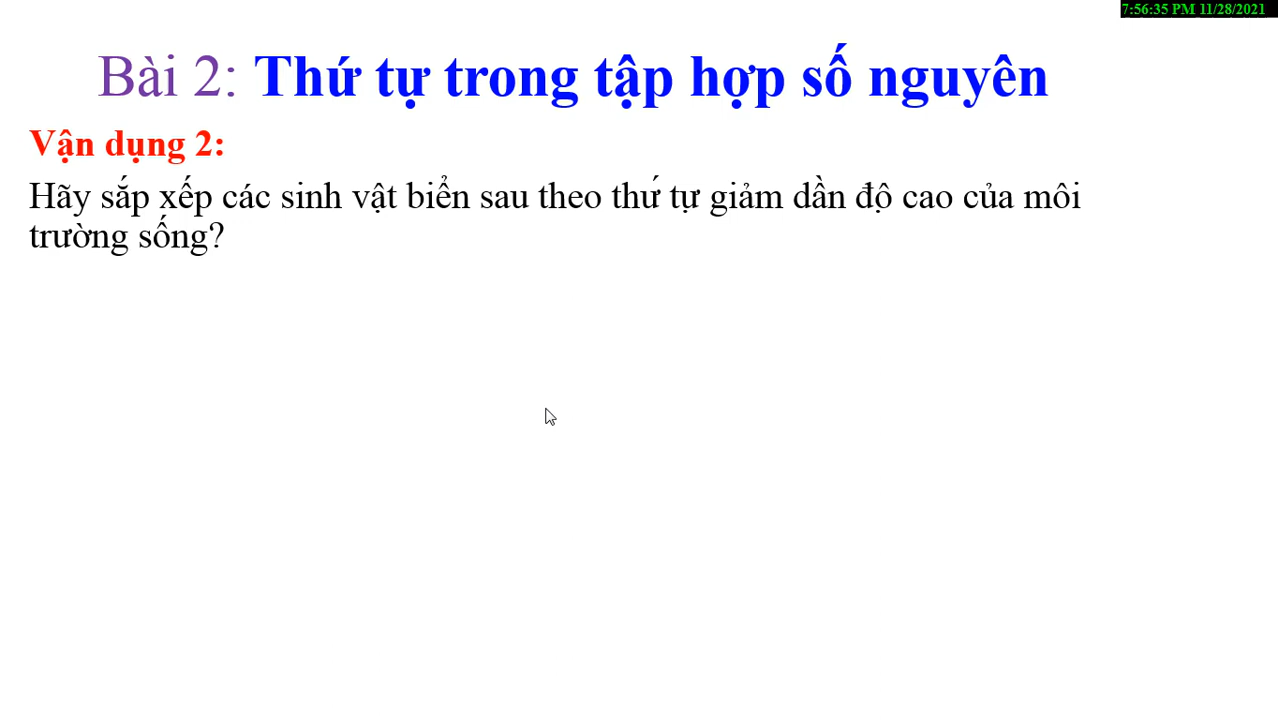 7:56:35 PM 11/28/2021
Bài 2: Thứ tự trong tập hợp số nguyên
Vận dụng 2:
Hãy sắp xếp các sinh vật biển sau theo thứ tự giảm dần độ cao của môi
trường sống?